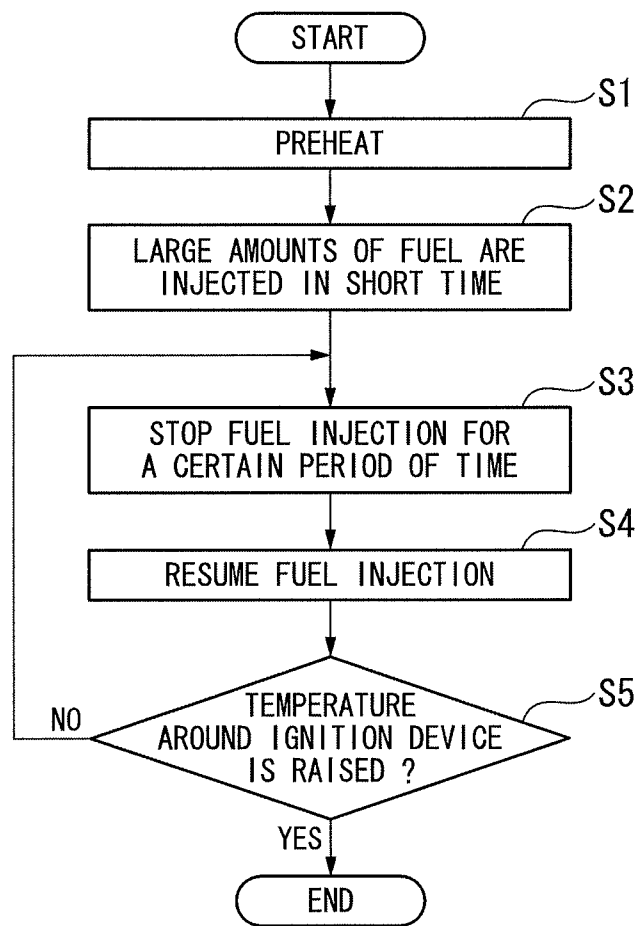 START
S1
PREHEAT
S2
LARGE AMOUNTS OF FUEL ARE
INJECTED IN SHORT TIME
S3
STOP FUEL INJECTION FOR
A CERTAIN PERIOD OF TIME
S4
RESUME FUEL INJECTION
S5
TEMPERATURE
AROUND IGNITION DEVICE
IS RAISED ?
NO
YES
END